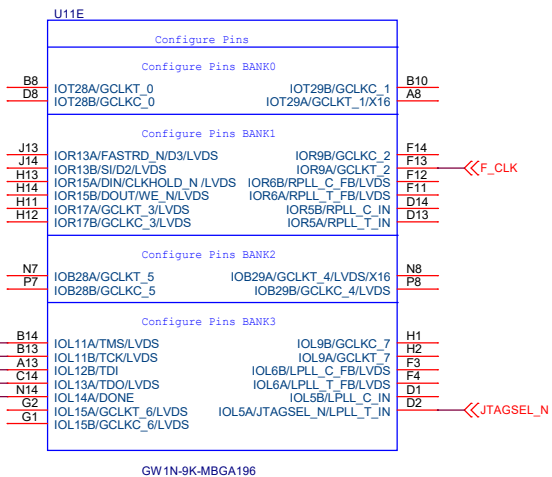 U11E
Configure Pins
Configure Pins BANK0
B8 IOT28A/GCLKT_0 IOT29B/GCLKC_1 B10
D8 IOT28B/GCLKC_0 IOT29A/GCLKT_1/X16 A8
Configure Pins BANK1
J13 IOR13A/FASTRD_N/D3/LVDS IOR9B/GCLKC_2 F14
J14 IOR13B/SI/D2/LVDS IOR9A/GCLKT_2 F13 F_CLK
H13 IOR15A/DIN/CLKHOLD_N /LVDS IOR6B/RPLL_C_FB/LVDS F12
H14 IOR15B/DOUT/WE_N/LVDS IOR6A/RPLL_T_FB/LVDS F11
H11 IOR17A/GCLKT_3/LVDS IOR5B/RPLL_C_IN D14
H12 IOR17B/GCLKC_3/LVDS IOR5A/RPLL_T_IN D13
Configure Pins BANK2
N7 IOB28A/GCLKT_5 IOB29A/GCLKT_4/LVDS/X16 N8
P7 IOB28B/GCLKC_5 IOB29B/GCLKC_4/LVDS P8
Configure Pins BANK3
B14 IOL11A/TMS/LVDS IOL9B/GCLKC_7 H1
B13 IOL11B/TCK/LVDS IOL9A/GCLKT_7 H2
A13 IOL12B/TDI IOL6B/LPLL_C_FB/LVDS F3
C14 IOL13A/TDO/LVDS IOL6A/LPLL_T_FB/LVDS F4
N14 IOL14A/DONE IOL5B/LPLL_C_IN D1
G2 IOL15A/GCLKT_6/LVDS IOL5A/JTAGSEL_N/LPLL_T_IN D2 JTAGSEL_N
G1 IOL15B/GCLKC_6/LVDS
GW1N-9K-MBGA196